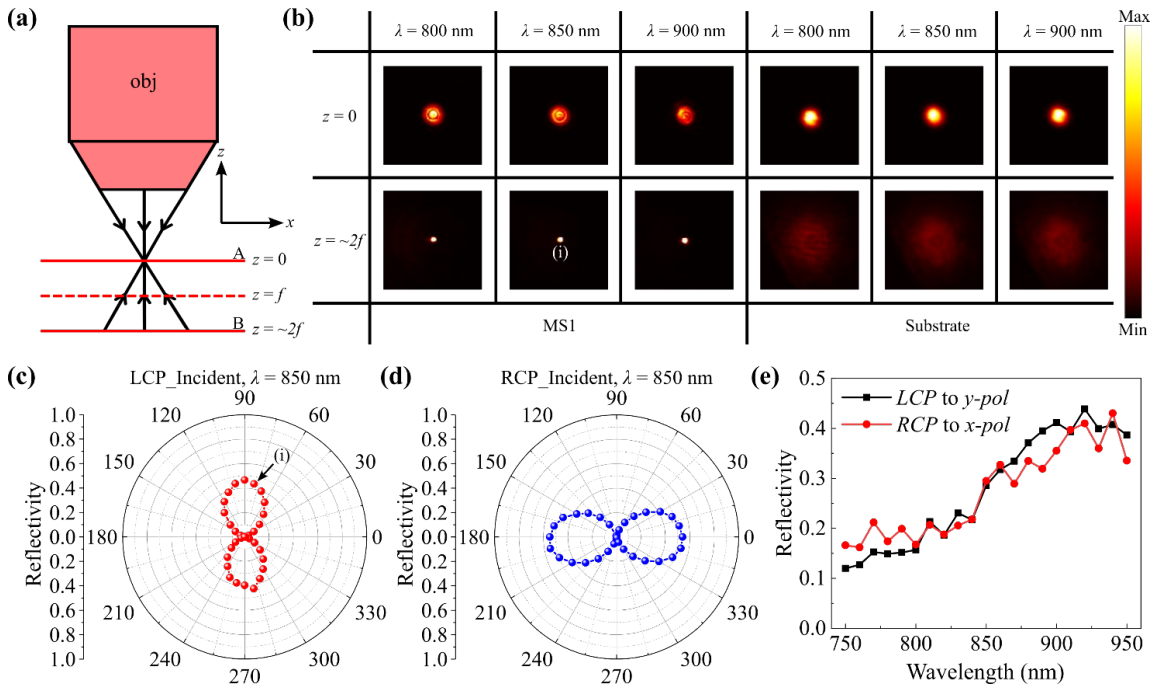 (a)
obj
z
x
A
z = 0
z = f
B
z = ~2f
(b)
λ = 800 nm
λ = 850 nm
λ = 900 nm
λ = 800 nm
λ = 850 nm
λ = 900 nm
z = 0
z = ~2f
(i)
MS1
Substrate
Max
Min
(c)
LCP_Incident, λ = 850 nm
Reflectivity
Reflectivity
1.0
0.8
0.6
0.4
0.2
0.0
0.2
0.4
0.6
0.8
1.0
90
120
60
150
30
180
0
210
330
240
300
270
(i)
(d)
RCP_Incident, λ = 850 nm
Reflectivity
Reflectivity
1.0
0.8
0.6
0.4
0.2
0.0
0.2
0.4
0.6
0.8
1.0
90
120
60
150
30
180
0
210
330
240
300
270
(e)
LCP to y-pol
RCP to x-pol
Reflectivity
0.5
0.4
0.3
0.2
0.1
0.0
750
800
850
900
950
Wavelength (nm)